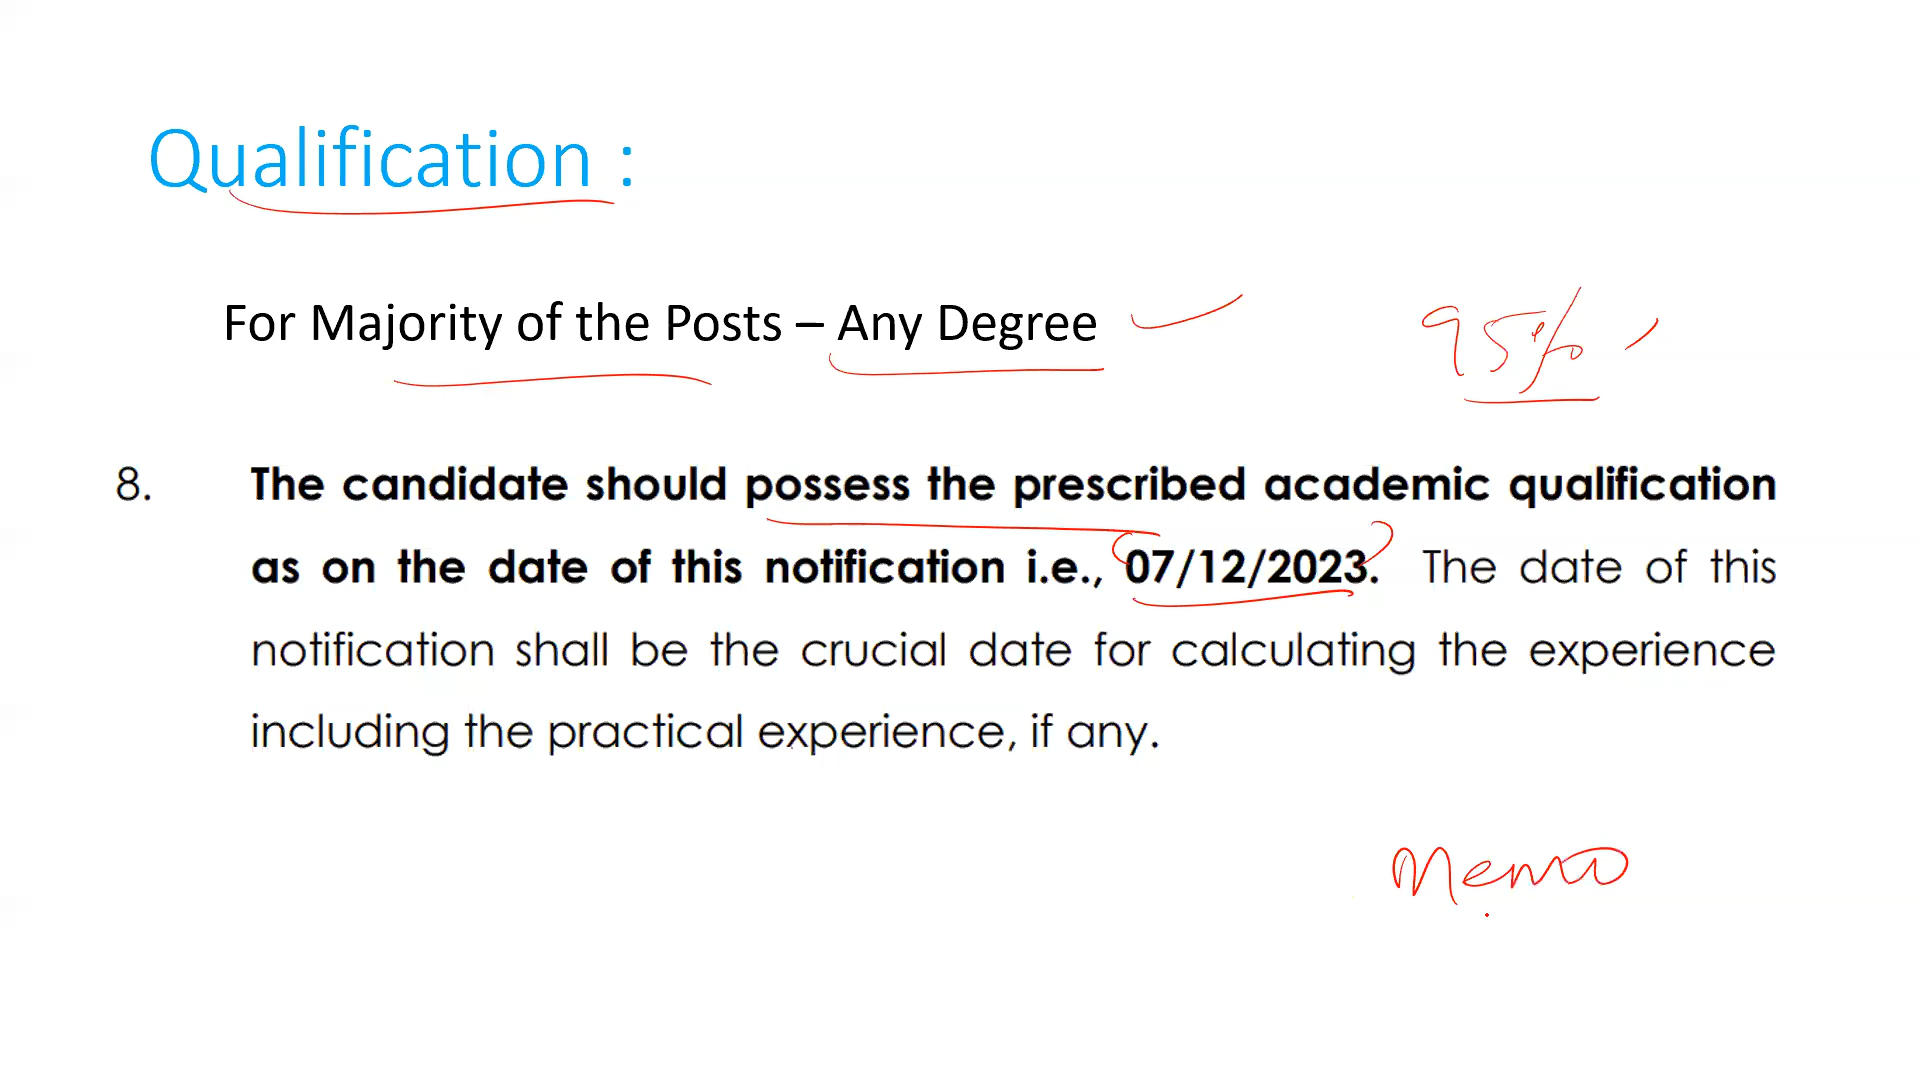 Qualification :
For Majority of the Posts – Any Degree
95%
8. The candidate should possess the prescribed academic qualification
as on the date of this notification i.e., 07/12/2023. The date of this
notification shall be the crucial date for calculating the experience
including the practical experience, if any.
Memo